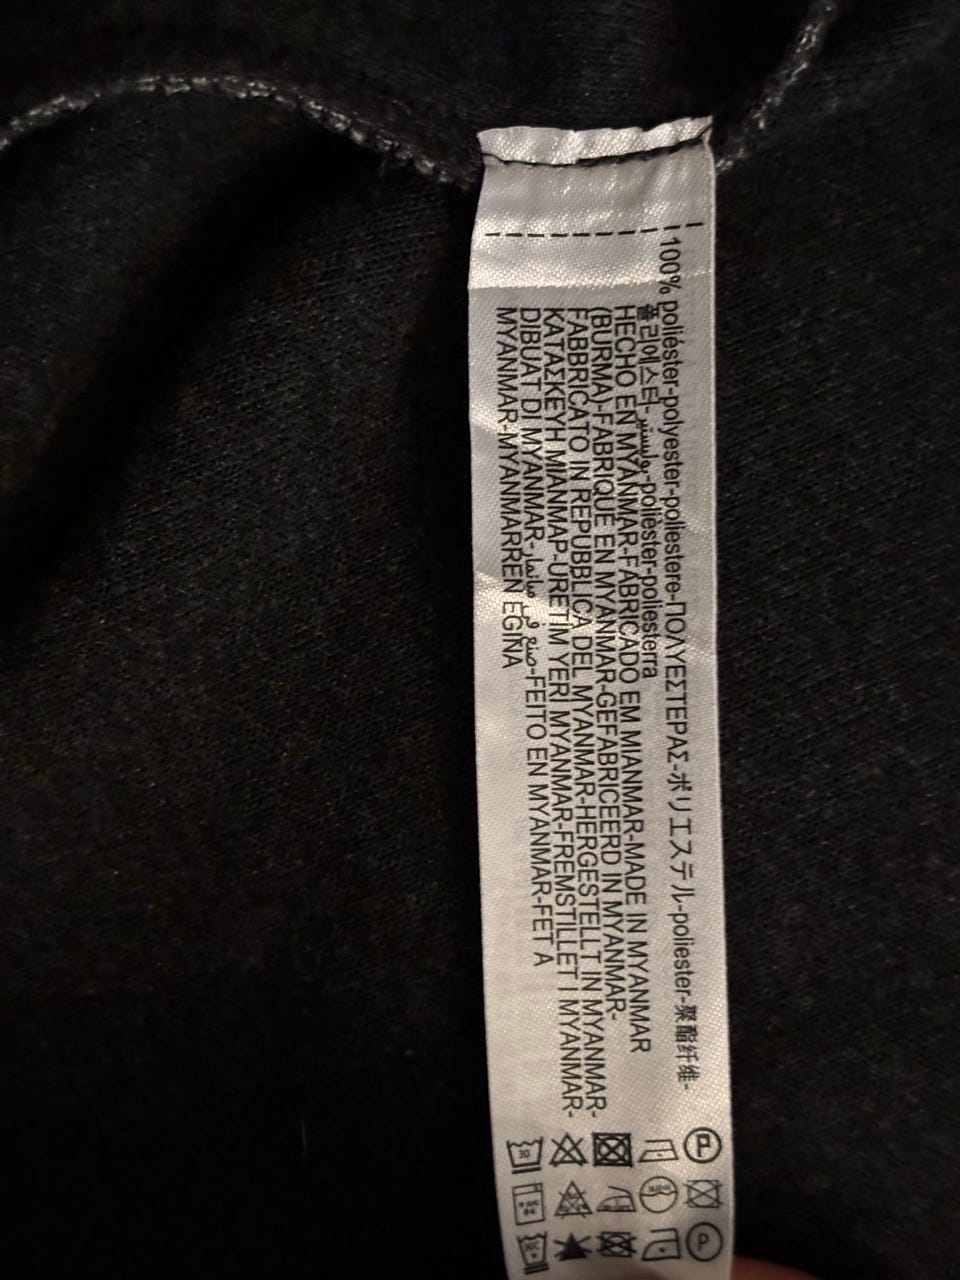 100% poliéster-polyester-poliestere-ΠΟΛΥΕΣΤΕΡΑΣ-ポリエステル-poliester-聚酯纤维-
폴리에스터-بوليستر-polièster-poliesterra
HECHO EN MYANMAR-FABRICADO EM MIANMAR-MADE IN MYANMAR
(BURMA)-FABRIQUÉ EN MYANMAR-GEFABRICEERD IN MYANMAR-
FABBRICATO IN REPUBBLICA DEL MYANMAR-HERGESTELLT IN MYANMAR-
ΚΑΤΑΣΚΕΥΗ ΜΙΑΝΜΑΡ-ÜRETİM YERİ MYANMAR-FREMSTILLET I MYANMAR-
DIBUAT DI MYANMAR-صنع في ميانمار-FEITO EN MYANMAR-FET A
MYANMAR-MYANMARREN EGINA
30
P
P